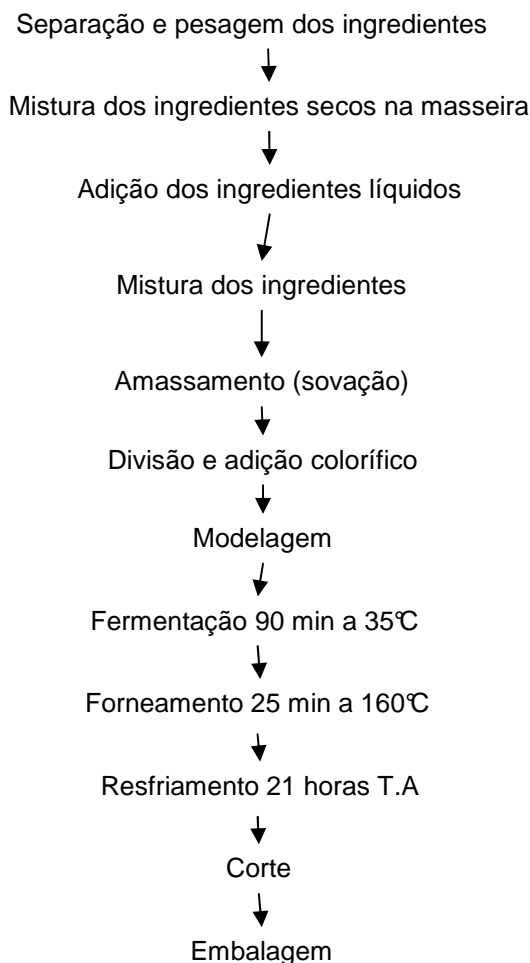 Separação e pesagem dos ingredientes
Mistura dos ingredientes secos na masseira
Adição dos ingredientes líquidos
Mistura dos ingredientes
Amassamento (sovação)
Divisão e adição colorífico
Modelagem
Fermentação 90 min a 35°C
Forneamento 25 min a 160°C
Resfriamento 21 horas T.A
Corte
Embalagem